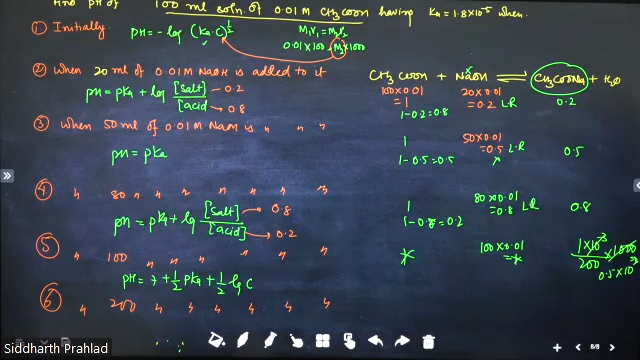 Find pH of 100 ml soln. of 0.01 M CH3COOH having Ka = 1.8×10⁻⁵ when.
① Initially pH = -log (Ka.C)^½ M1V1 = M2V2
0.01×100 = M2×1000
② When 20 ml of 0.01 M NaOH is added to it CH3COOH + NaOH ⇌ CH3COONa + H2O
pH = pKa + log [Salt] → 0.2
[acid → 0.8
100×0.01 20×0.01
= 1 = 0.2 LR 0.2
1-0.2 = 0.8
③ When 50 ml of 0.01 M NaOH is " " "
pH = pKa
1 50×0.01
= 0.5 LR 0.5
1-0.5 = 0.5
④ " 80 " " " " " " "
pH = pKa + log [Salt] → 0.8
[acid] → 0.2
1 80×0.01
= 0.8 LR 0.8
1-0.8 = 0.2
⑤ " 100 " " " " " "
pH = 7 + ½ pKa + ½ log C
100×0.01 1×10⁻³ × 1000
200
0.5×10⁻³
⑥ " 200 " " " " " "
Siddharth Prahlad
8/8